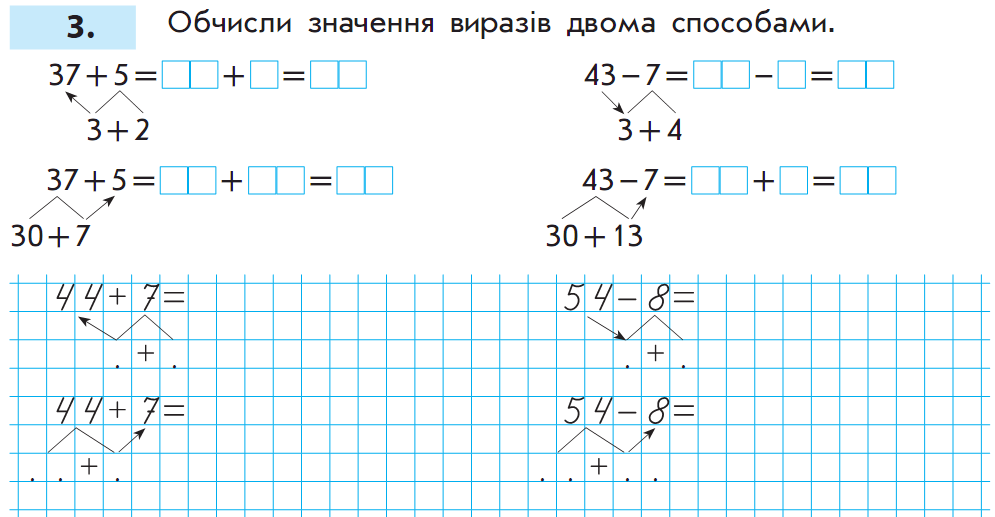 3. Обчисли значення виразів двома способами.
37 + 5 = □□ + □ = □□
3 + 2
43 – 7 = □□ – □ = □□
3 + 4
37 + 5 = □□ + □□ = □□
30 + 7
43 – 7 = □□ + □ = □□
30 + 13
44 + 7 =
. + .
54 – 8 =
. + .
44 + 7 =
. . + .
54 – 8 =
. . + . .